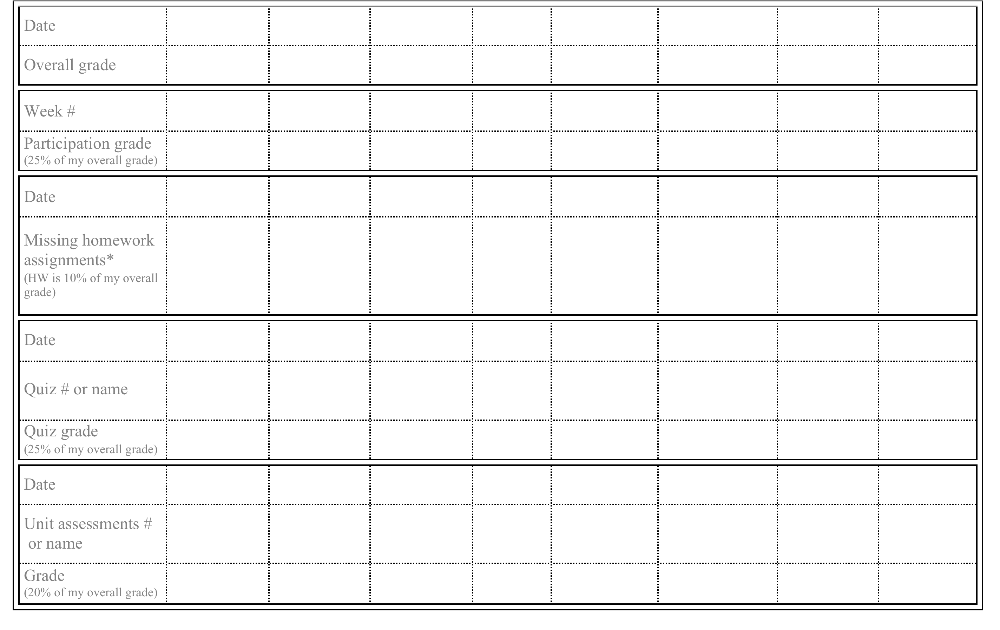 Date
Overall grade
Week #
Participation grade
(25% of my overall grade)
Date
Missing homework
assignments*
(HW is 10% of my overall
grade)
Date
Quiz # or name
Quiz grade
(25% of my overall grade)
Date
Unit assessments #
or name
Grade
(20% of my overall grade)